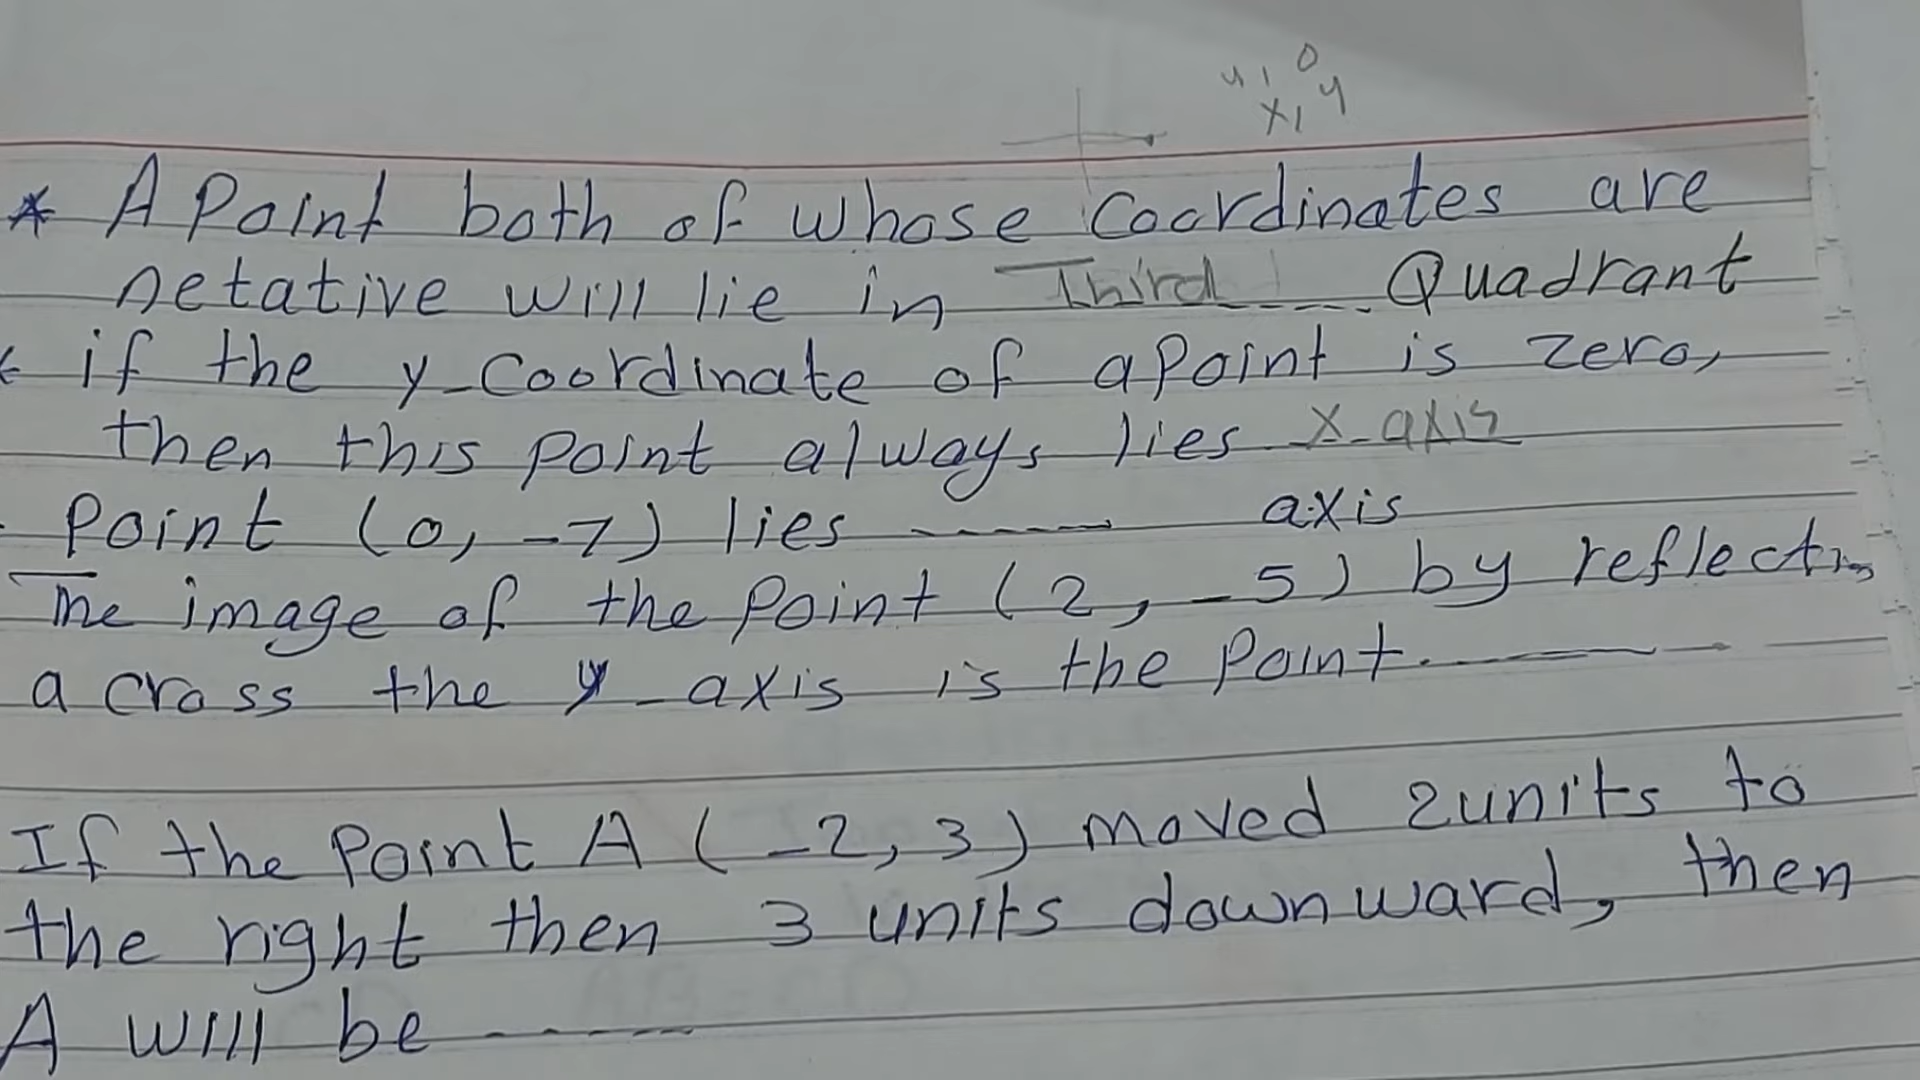 * A Point both of whose Coordinates are
netative will lie in Third Quadrant
if the y-Coordinate of a Point is zero,
then this point always lies X-axis
Point (0, -7) lies ------ axis
The image of the Point (2, -5) by reflectin
a cross the y-axis is the Point.------
If the Point A (-2, 3) moved 2units to
the right then 3 units downward, then
A will be -----